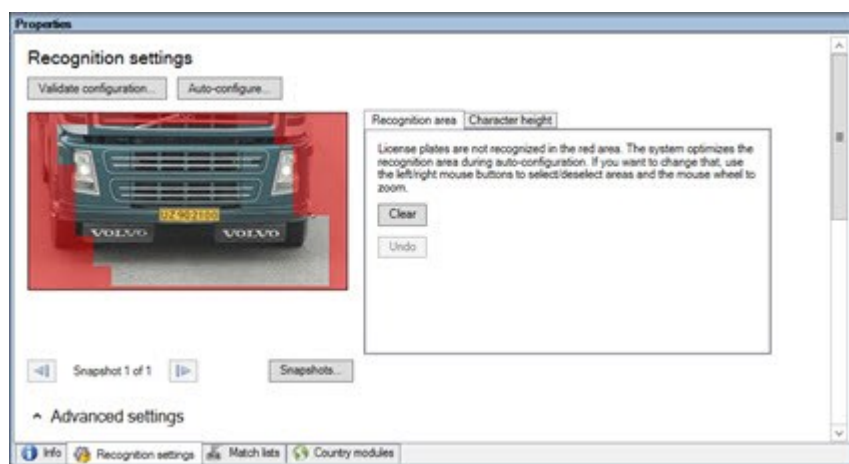 Properties
Recognition settings
Validate configuration...
Auto-configure...
Recognition area
Character height
License plates are not recognized in the red area. The system optimizes the
recognition area during auto-configuration. If you want to change that, use
the left/right mouse buttons to select/deselect areas and the mouse wheel to
zoom.
Clear
Undo
UZ 902100
VOLVO
VOLVO
Snapshot 1 of 1
Snapshots...
Advanced settings
Info
Recognition settings
Match lists
Country modules